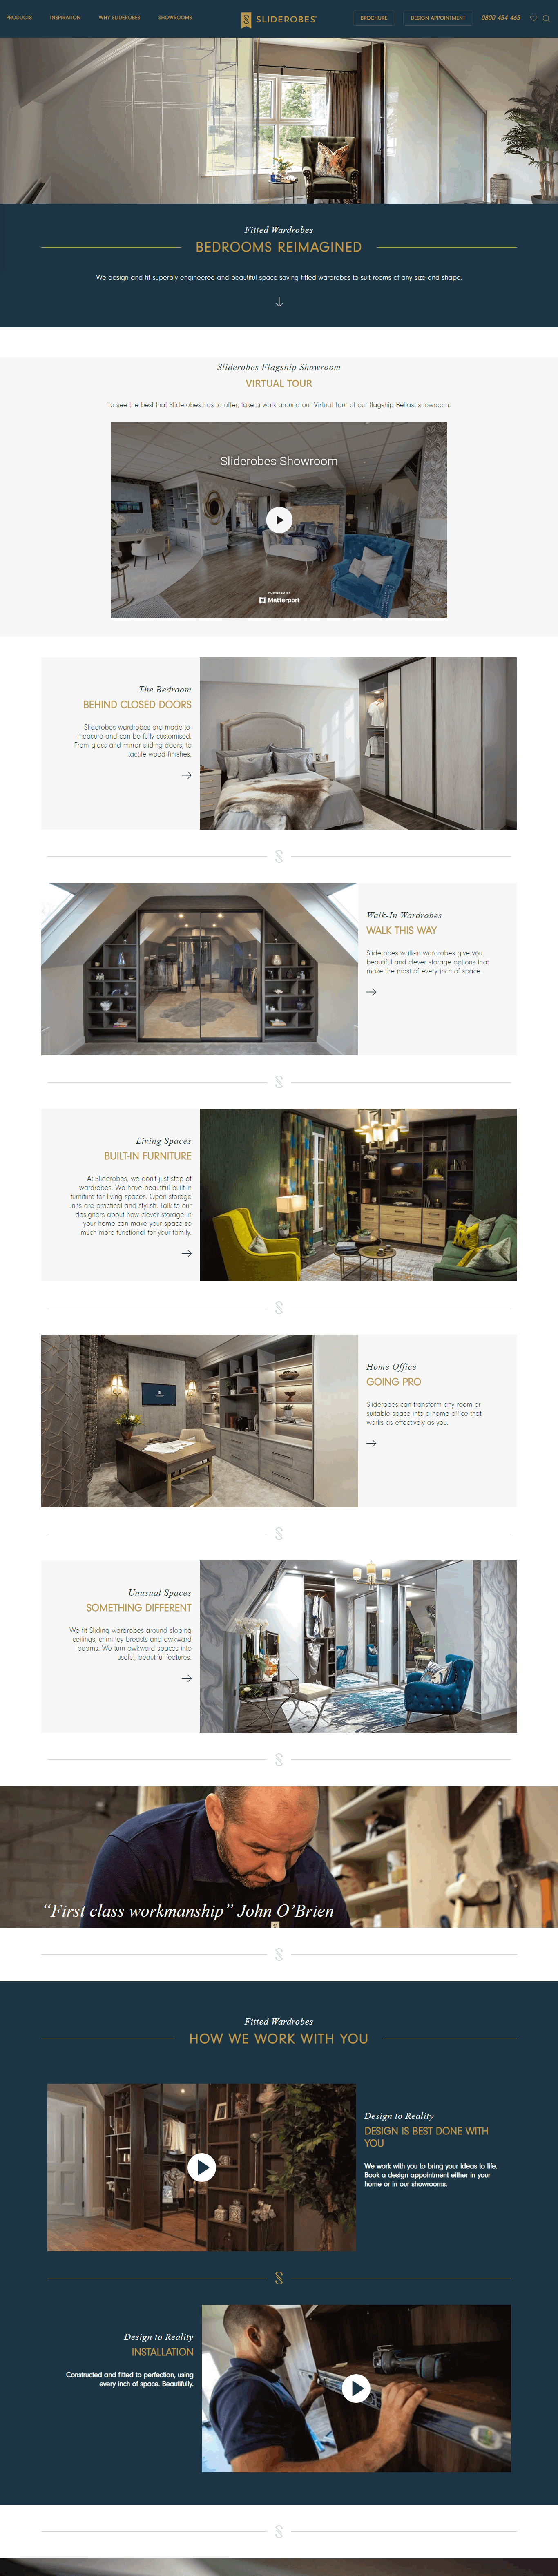 PRODUCTS
INSPIRATION
WHY SLIDEROBES
SHOWROOMS
SLIDEROBES
BROCHURE
DESIGN APPOINTMENT
0800 454 465
Fitted Wardrobes
BEDROOMS REIMAGINED
We design and fit superbly engineered and beautiful space-saving fitted wardrobes to suit rooms of any size and shape.
Sliderobes Flagship Showroom
VIRTUAL TOUR
To see the best that Sliderobes has to offer, take a walk around our Virtual Tour of our flagship Belfast showroom.
Sliderobes Showroom
POWERED BY
Matterport
The Bedroom
BEHIND CLOSED DOORS
Sliderobes wardrobes are made-to-
measure and can be fully customised.
From glass and mirror sliding doors, to
tactile wood finishes.
Walk-In Wardrobes
WALK THIS WAY
Sliderobes walk-in wardrobes give you
beautiful and clever storage options that
make the most of every inch of space.
Living Spaces
BUILT-IN FURNITURE
At Sliderobes, we don't just stop at
wardrobes. We have beautiful built-in
furniture for living spaces. Open storage
units are practical and stylish. Talk to our
designers about how clever storage in
your home can make your space so
much more functional for your family.
Home Office
GOING PRO
Sliderobes can transform any room or
suitable space into a home office that
works as effectively as you.
Unusual Spaces
SOMETHING DIFFERENT
We fit Sliding wardrobes around sloping
ceilings, chimney breasts and awkward
beams. We turn awkward spaces into
useful, beautiful features.
“First class workmanship” John O’Brien
Fitted Wardrobes
HOW WE WORK WITH YOU
Design to Reality
DESIGN IS BEST DONE WITH
YOU
We work with you to bring your ideas to life.
Book a design appointment either in your
home or in our showrooms.
Design to Reality
INSTALLATION
Constructed and fitted to perfection, using
every inch of space. Beautifully.